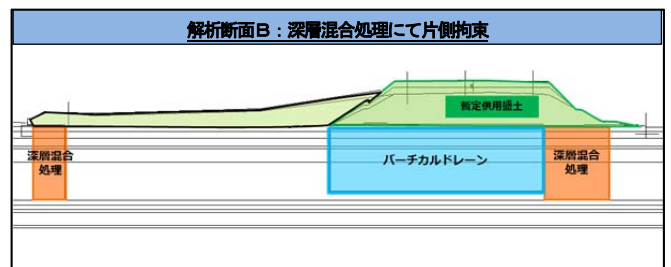 解析断面B：深層混合処理にて片側拘束
暫定供用盛土
深層混合
処理
バーチカルドレーン
深層混合
処理